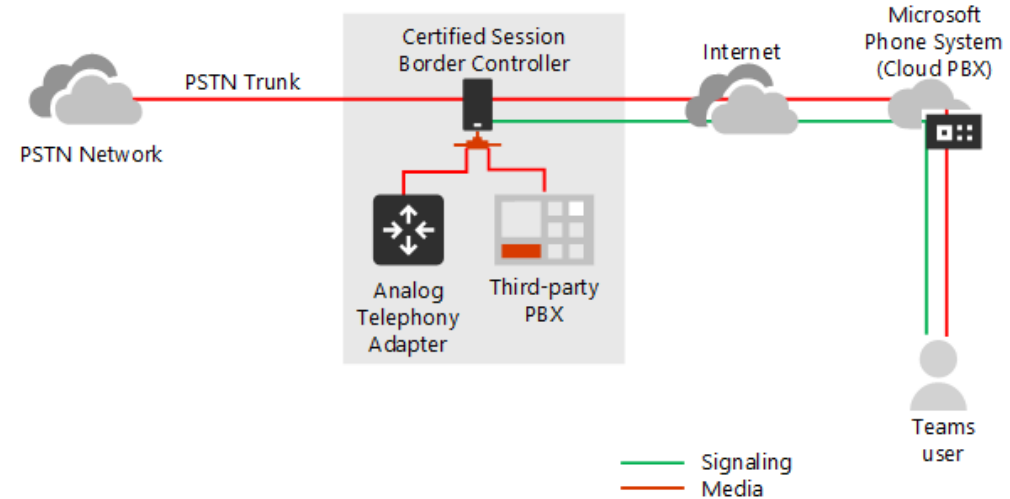 Microsoft
Phone System
(Cloud PBX)
Certified Session
Border Controller
Internet
PSTN Trunk
PSTN Network
Analog
Telephony
Adapter
Third-party
PBX
Teams
user
Signaling
Media